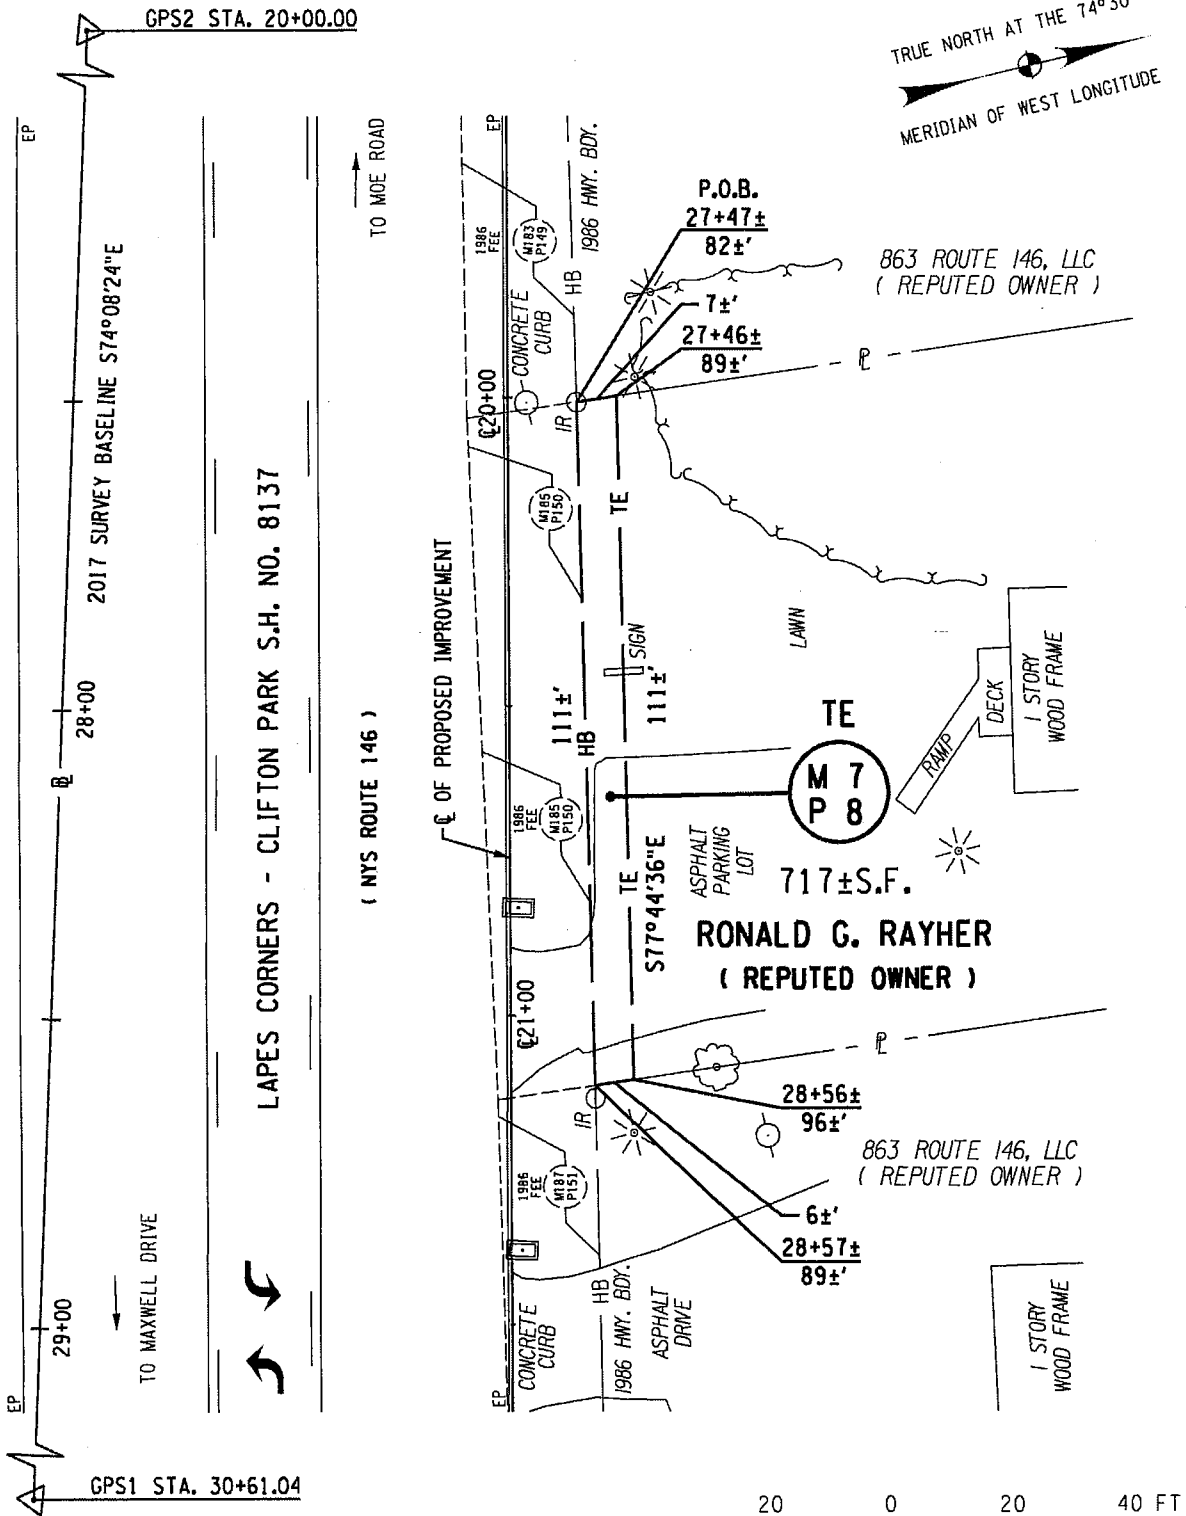 GPS2 STA. 20+00.00
TRUE NORTH AT THE 74°30'
MERIDIAN OF WEST LONGITUDE
EP
2017 SURVEY BASELINE S74°08'24"E
28+00
29+00
TO MOE ROAD
TO MAXWELL DRIVE
LAPES CORNERS - CLIFTON PARK S.H. NO. 8137
( NYS ROUTE 146 )
℄ OF PROPOSED IMPROVEMENT
EP
1986 HWY. BDY.
HB
1986
FEE
M183
P149
CONCRETE
CURB
℄20+00
IR
P.O.B.
27+47±
82±'
7±'
27+46±
89±'
863 ROUTE 146, LLC
( REPUTED OWNER )
PL
M185
P150
TE
SIGN
LAWN
111±'
111±'
HB
1 STORY
WOOD FRAME
DECK
RAMP
TE
M 7
P 8
717±S.F.
RONALD G. RAYHER
( REPUTED OWNER )
1986
FEE
M185
P150
TE
S77°44'36"E
ASPHALT
PARKING
LOT
℄21+00
PL
28+56±
96±'
IR
863 ROUTE 146, LLC
( REPUTED OWNER )
6±'
28+57±
89±'
1986
FEE
M187
P151
HB
1986 HWY. BDY.
ASPHALT
DRIVE
CONCRETE
CURB
1 STORY
WOOD FRAME
EP
EP
GPS1 STA. 30+61.04
20 0 20 40 FT